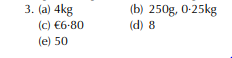 3. (a) 4kg (b) 250g, 0·25kg
(c) €6·80 (d) 8
(e) 50